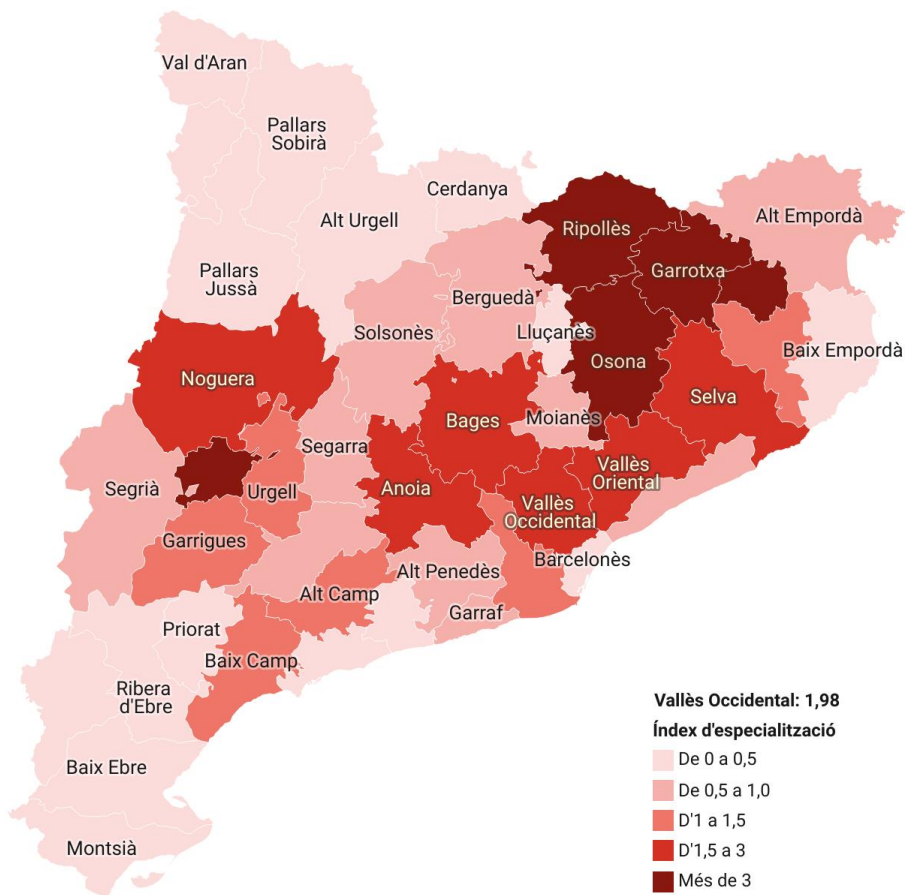 Val d'Aran
Pallars
Sobirà
Cerdanya
Alt Urgell
Ripollès
Alt Empordà
Garrotxa
Pallars
Jussà
Berguedà
Solsonès
Lluçanès
Osona
Baix Empordà
Noguera
Selva
Bages
Moianès
Segarra
Vallès
Oriental
Segrià
Urgell
Anoia
Vallès
Occidental
Garrigues
Barcelonès
Alt Penedès
Alt Camp
Garraf
Priorat
Baix Camp
Ribera
d'Ebre
Baix Ebre
Montsià
Vallès Occidental: 1,98
Índex d'especialització
De 0 a 0,5
De 0,5 a 1,0
D'1 a 1,5
D'1,5 a 3
Més de 3